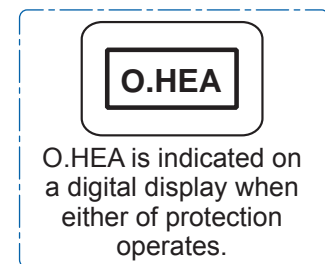 O.HEA
O.HEA is indicated on
a digital display when
either of protection
operates.